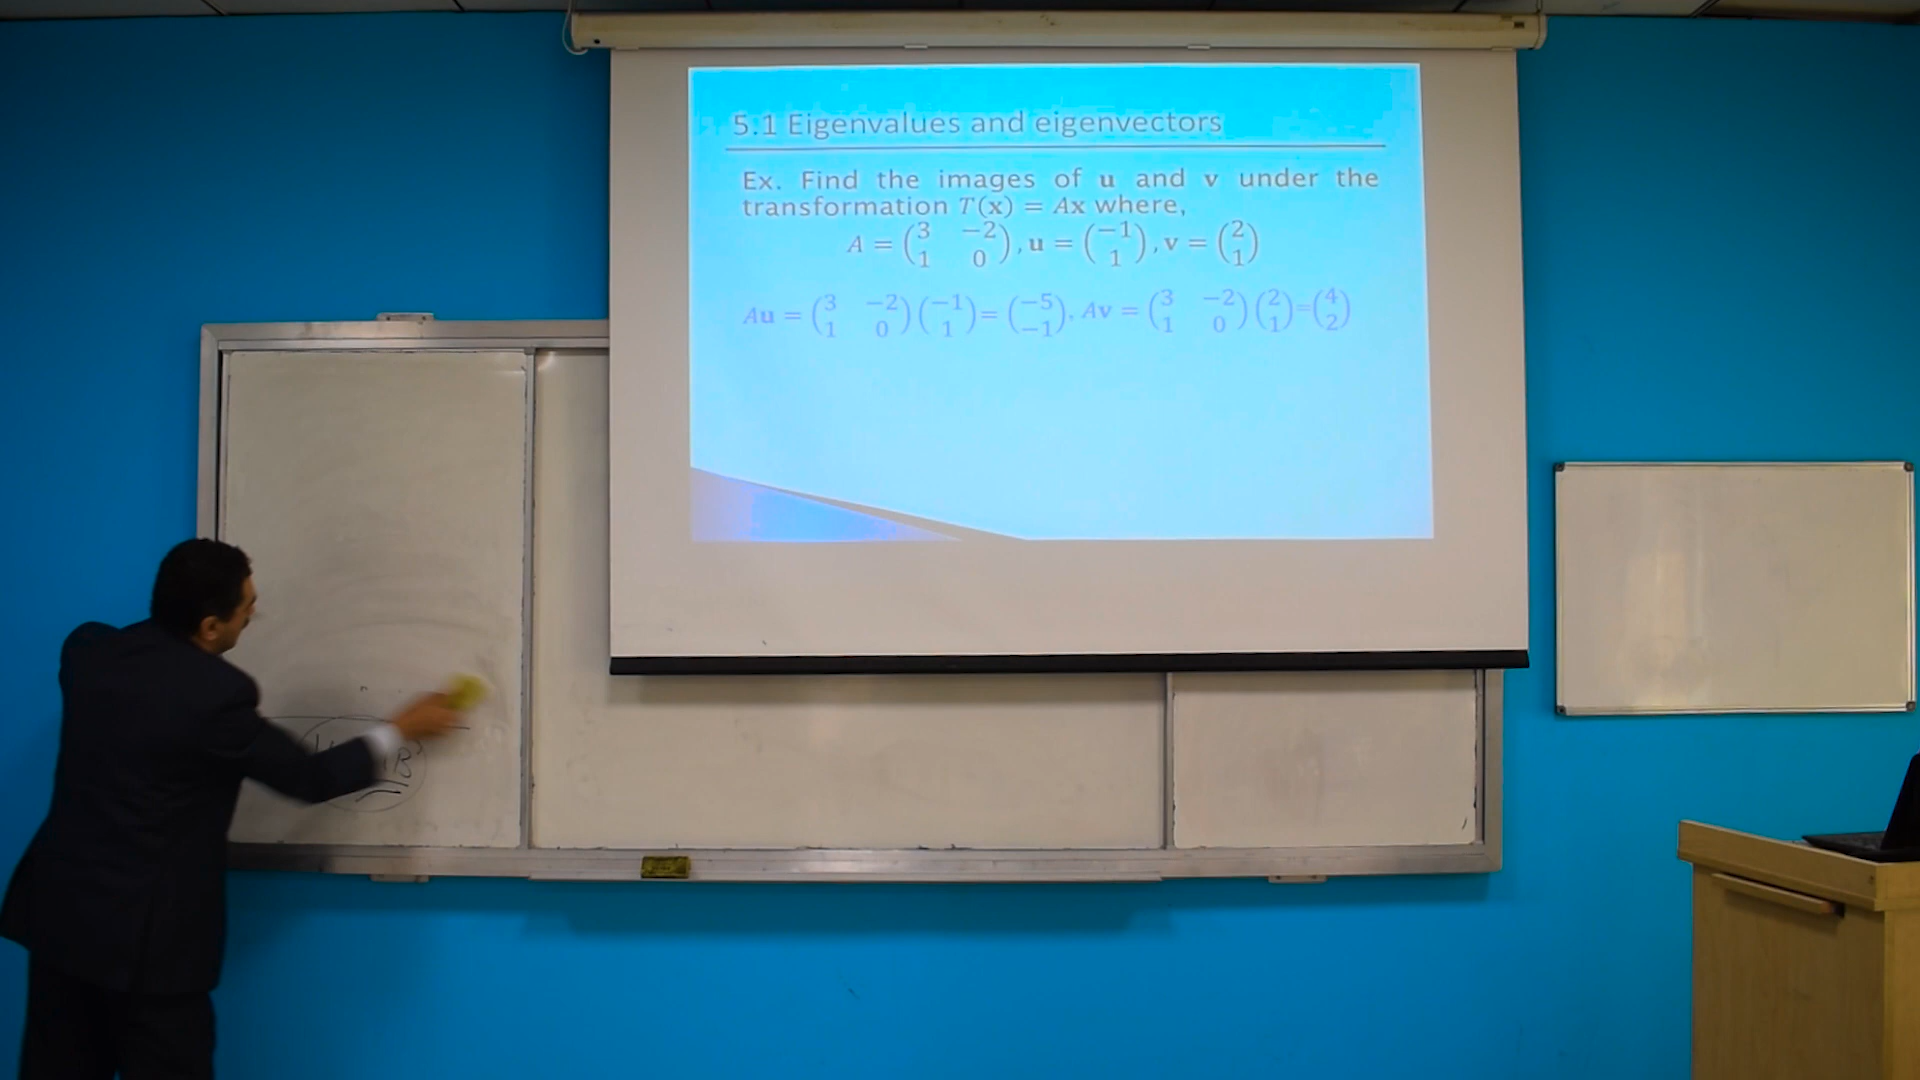 5.1 Eigenvalues and eigenvectors
Ex. Find the images of u and v under the
transformation T(x) = Ax where,
A = (3 −2; 1 0), u = (−1; 1), v = (2; 1)
Au = (3 −2; 1 0)(−1; 1) = (−5; −1). Av = (3 −2; 1 0)(2; 1)=(4; 2)